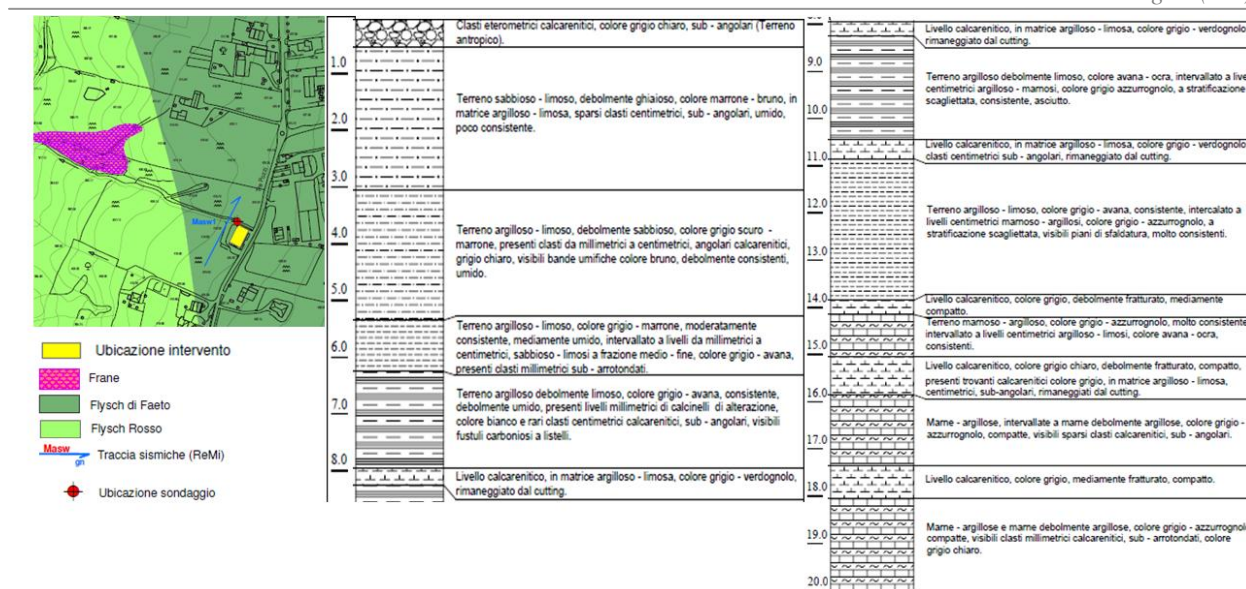 Clasti eterometrici calcarenitici, colore grigio chiaro, sub - angolari (Terreno
antropico).
1.0
Terreno sabbioso - limoso, debolmente ghiaioso, colore marrone - bruno, in
matrice argilloso - limosa, sparsi clasti centimetrici, sub - angolari, umido,
poco consistente.
2.0
3.0
Terreno argilloso - limoso, debolmente sabbioso, colore grigio scuro -
marrone, presenti clasti da millimetrici a centimetrici, angolari calcarenitici,
grigio chiaro, visibili bande umifiche colore bruno, debolmente consistenti,
umido.
4.0
5.0
Terreno argilloso - limoso, colore grigio - marrone, moderatamente
consistente, mediamente umido, intervallato a livelli da millimetrici a
centimetrici, sabbioso - limosi a frazione medio - fine, colore grigio - avana,
presenti clasti millimetrici sub - arrotondati.
6.0
Terreno argilloso debolmente limoso, colore grigio - avana, consistente,
debolmente umido, presenti livelli millimetrici di calcinelli di alterazione,
colore bianco e rari clasti centimetrici calcarenitici, sub - angolari, visibili
fustuli carboniosi a listelli.
7.0
8.0
Livello calcarenitico, in matrice argilloso - limosa, colore grigio - verdognolo,
rimaneggiato dal cutting.
Livello calcarenitico, in matrice argilloso - limosa, colore grigio - verdognolo
rimaneggiato dal cutting.
9.0
Terreno argilloso debolmente limoso, colore avana - ocra, intervallato a live
centimetrici argilloso - marnosi, colore grigio azzurrognolo, a stratificazione
scagliettata, consistente, asciutto.
10.0
Livello calcarenitico, in matrice argilloso - limosa, colore grigio - verdognolo
clasti centimetrici sub - angolari, rimaneggiato dal cutting.
11.0
Terreno argilloso - limoso, colore grigio - avana, consistente, intercalato a
livelli centimetrici marnoso - argillosi, colore grigio - azzurrognolo, a
stratificazione scagliettata, visibili piani di sfaldatura, molto consistenti.
12.0
13.0
14.0
Livello calcarenitico, colore grigio, debolmente fratturato, mediamente
compatto.
Terreno marnoso - argilloso, colore grigio - azzurrognolo, molto consistente
intervallato a livelli centimetrici argilloso - limosi, colore avana - ocra,
consistenti.
15.0
Livello calcarenitico, colore grigio chiaro, debolmente fratturato, compatto,
presenti trovanti calcarenitici colore grigio, in matrice argilloso - limosa,
centimetrici, sub-angolari, rimaneggiati dal cutting.
16.0
Marne - argillose, intervallate a marne debolmente argillose, colore grigio -
azzurrognolo, compatte, visibili sparsi clasti calcarenitici, sub - angolari.
17.0
Livello calcarenitico, colore grigio, mediamente fratturato, compatto.
18.0
Marne - argillose e marne debolmente argillose, colore grigio - azzurrognolo
compatte, visibili clasti millimetrici calcarenitici, sub - arrotondati, colore
grigio chiaro.
19.0
20.0
Masw1
Ubicazione intervento
Frane
Flysch di Faeto
Flysch Rosso
Masw
gn
Traccia sismiche (ReMi)
Ubicazione sondaggio